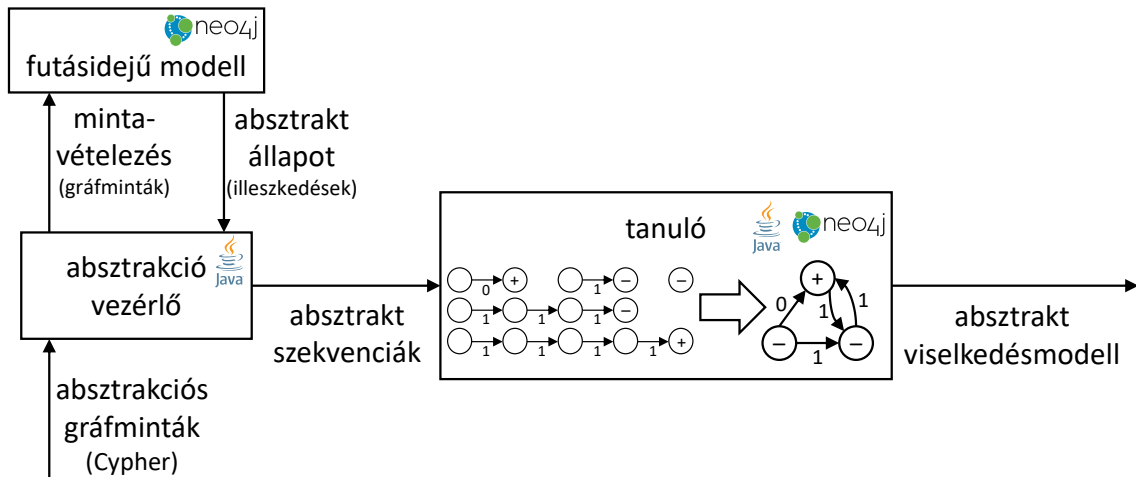 neo4j
futásidejű modell
minta-
vételezés
(gráfminták)
absztrakt
állapot
(illeszkedések)
absztrakció
vezérlő
Java
absztrakciós
gráfminták
(Cypher)
absztrakt
szekvenciák
tanuló
Java
neo4j
0 + 1 − −
1 1 1 −
1 1 1 1 +
+
0 1 1
− 1 −
absztrakt
viselkedésmodell